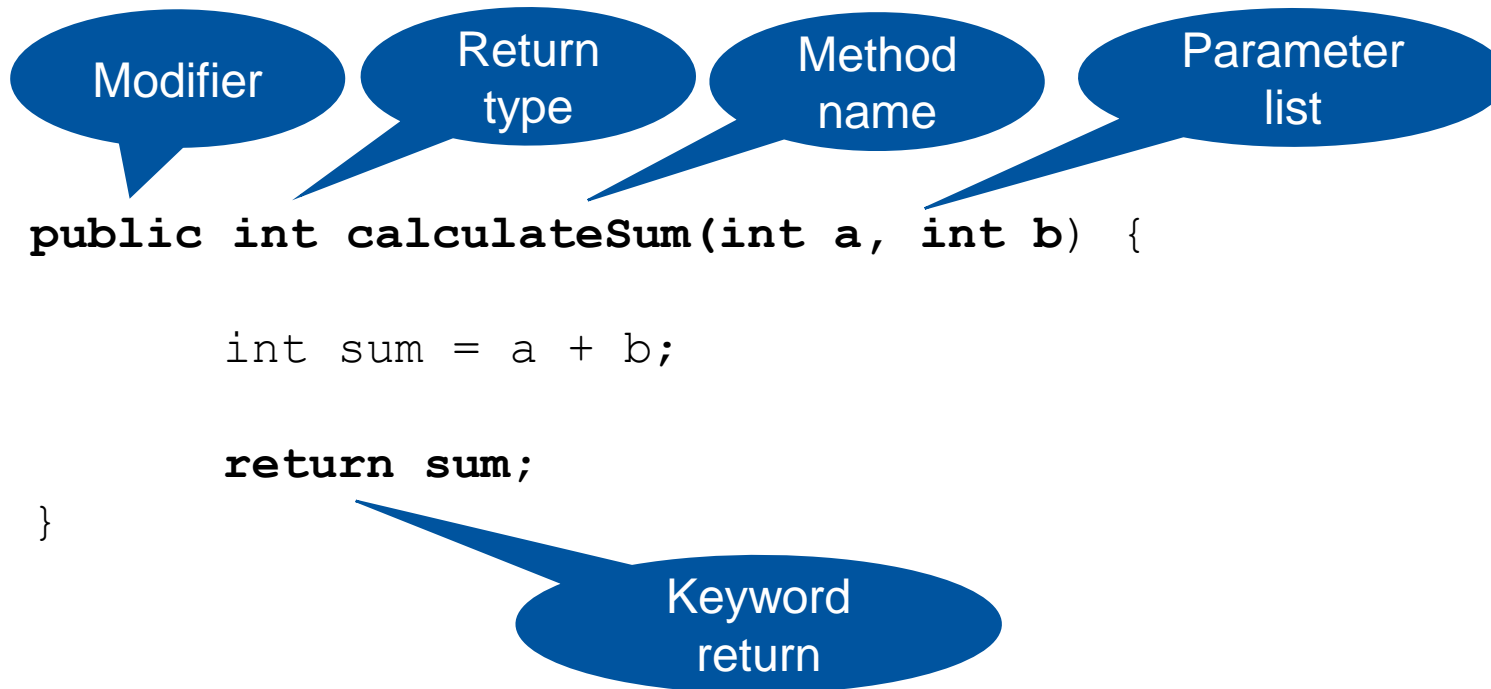 Modifier
Return
type
Method
name
Parameter
list
public int calculateSum(int a, int b) {
int sum = a + b;
return sum;
}
Keyword
return